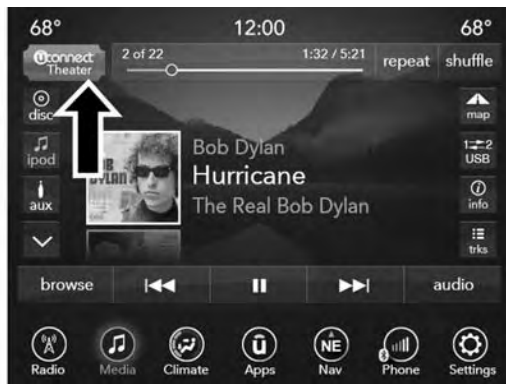 68°
12:00
68°
uconnect
Theater
2 of 22
1:32 / 5:21
repeat
shuffle
disc
map
ipod
1⇄2
USB
aux
info
trks
BOB
DYLAN
Bob Dylan
Hurricane
The Real Bob Dylan
browse
audio
Radio
Media
Climate
û
Apps
NE
Nav
Phone
Settings